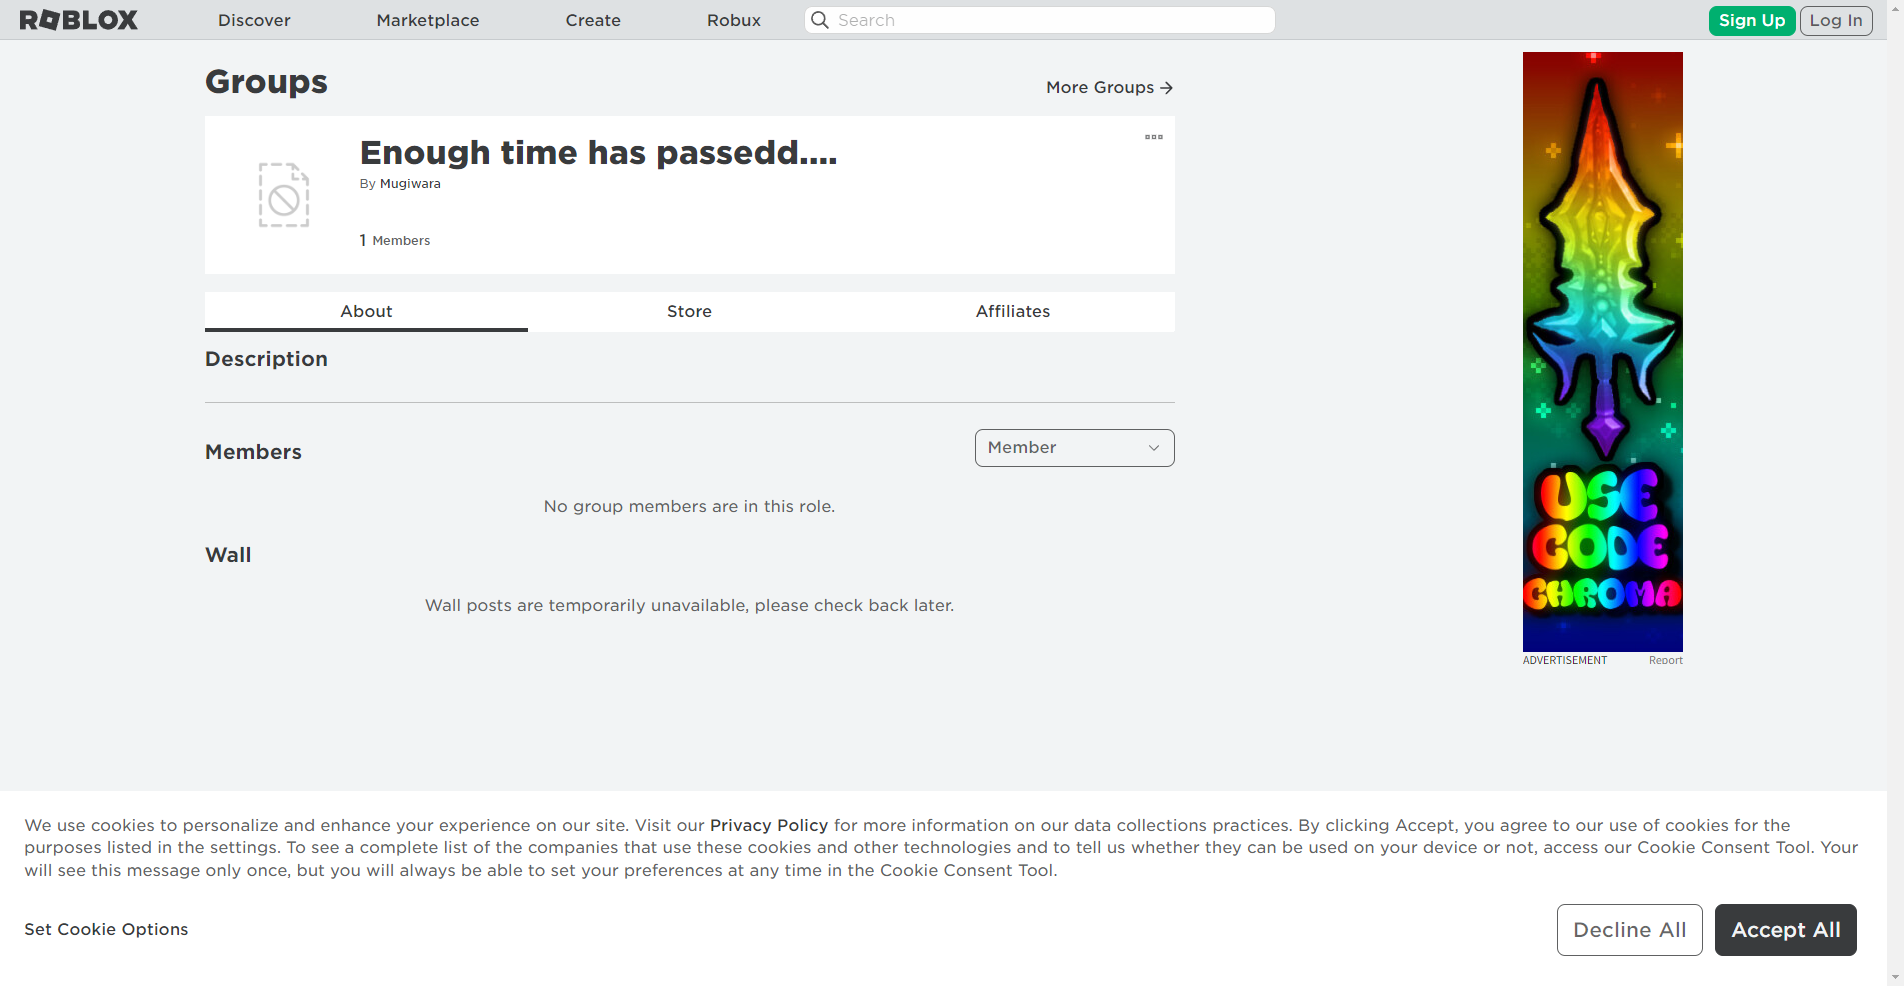 ROBLOX
Discover
Marketplace
Create
Robux
Search
Sign Up
Log In
Groups
More Groups
Enough time has passedd....
By Mugiwara
1 Members
About
Store
Affiliates
Description
Members
Member
No group members are in this role.
Wall
Wall posts are temporarily unavailable, please check back later.
USE
CODE
CHROMA
ADVERTISEMENT
Report
We use cookies to personalize and enhance your experience on our site. Visit our Privacy Policy for more information on our data collections practices. By clicking Accept, you agree to our use of cookies for the
purposes listed in the settings. To see a complete list of the companies that use these cookies and other technologies and to tell us whether they can be used on your device or not, access our Cookie Consent Tool. Your
will see this message only once, but you will always be able to set your preferences at any time in the Cookie Consent Tool.
Set Cookie Options
Decline All
Accept All